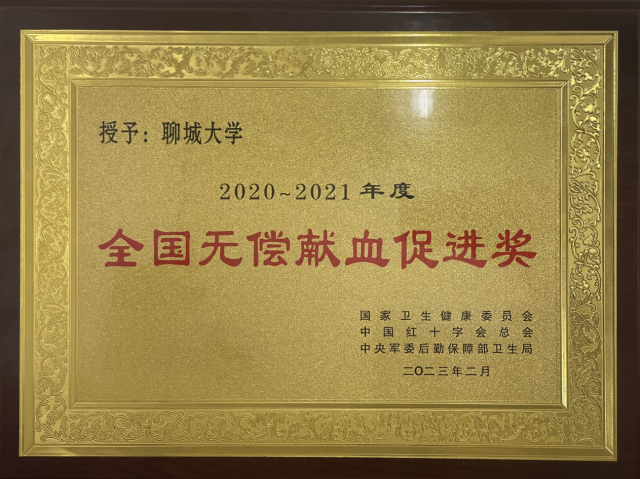 授予：聊城大学
2020~2021年度
全国无偿献血促进奖
国家卫生健康委员会
中国红十字会总会
中央军委后勤保障部卫生局
二〇二三年二月